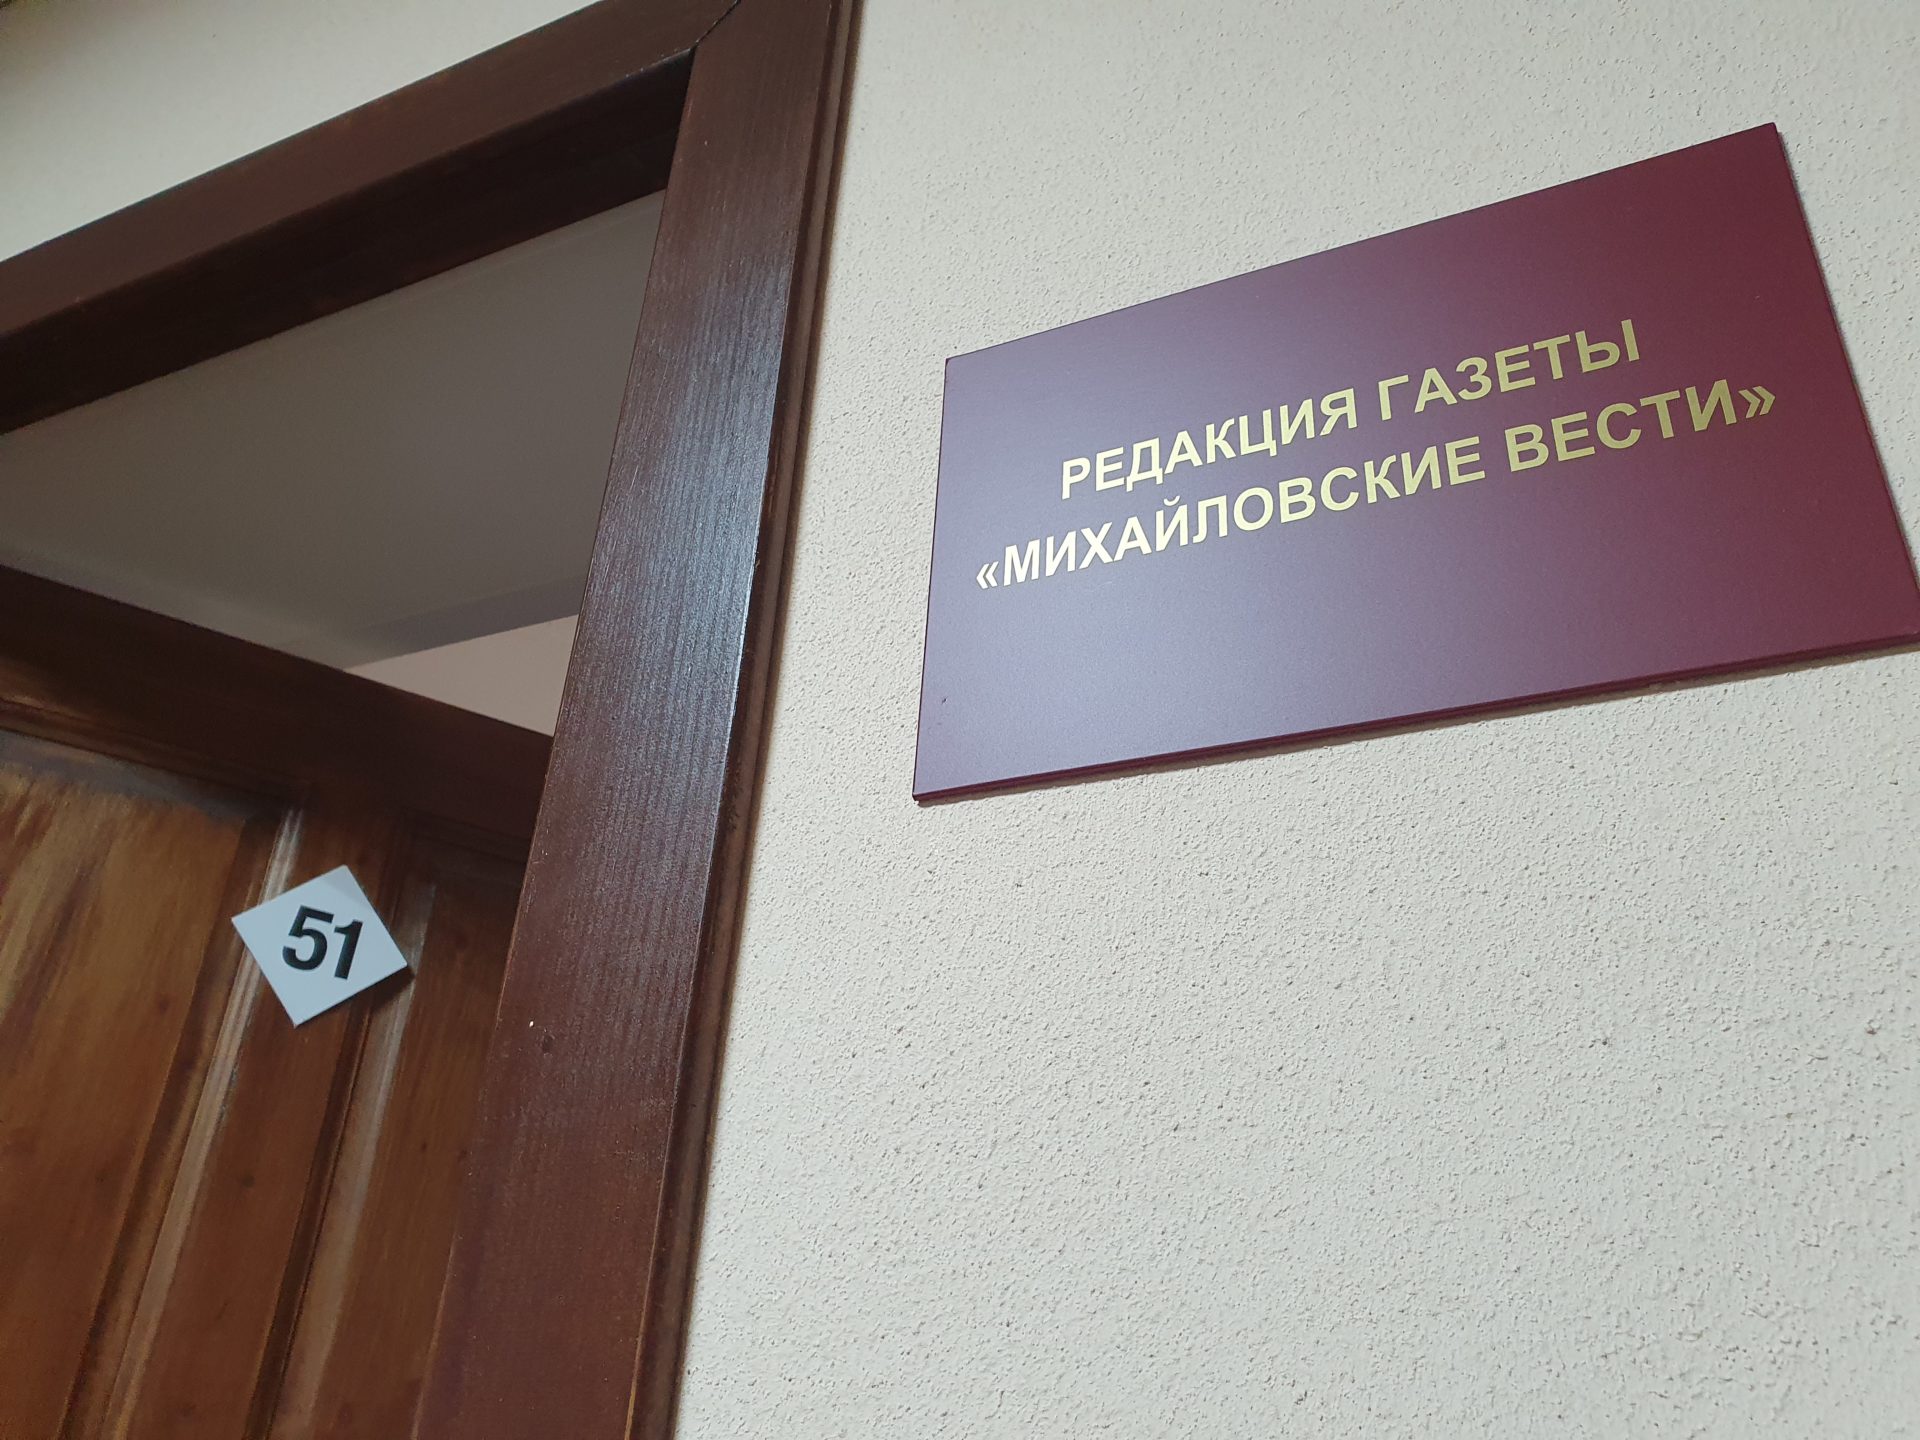 РЕДАКЦИЯ ГАЗЕТЫ
«МИХАЙЛОВСКИЕ ВЕСТИ»
51